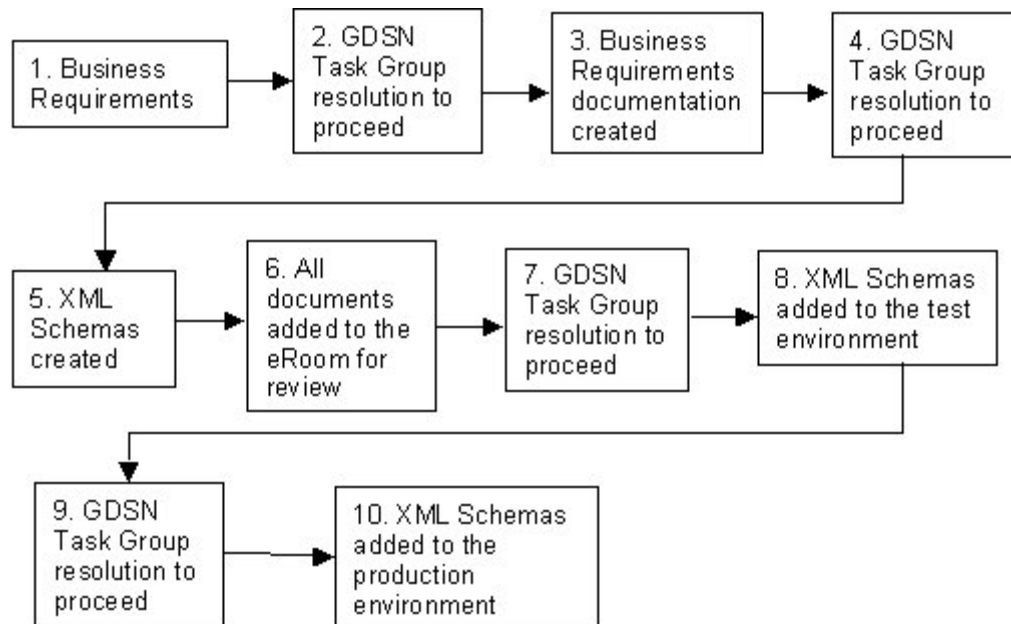 1. Business
Requirements
2. GDSN
Task Group
resolution to
proceed
3. Business
Requirements
documentation
created
4. GDSN
Task Group
resolution to
proceed
5. XML
Schemas
created
6. All
documents
added to the
eRoom for
review
7. GDSN
Task Group
resolution to
proceed
8. XML Schemas
added to the test
environment
9. GDSN
Task Group
resolution to
proceed
10. XML Schemas
added to the
production
environment